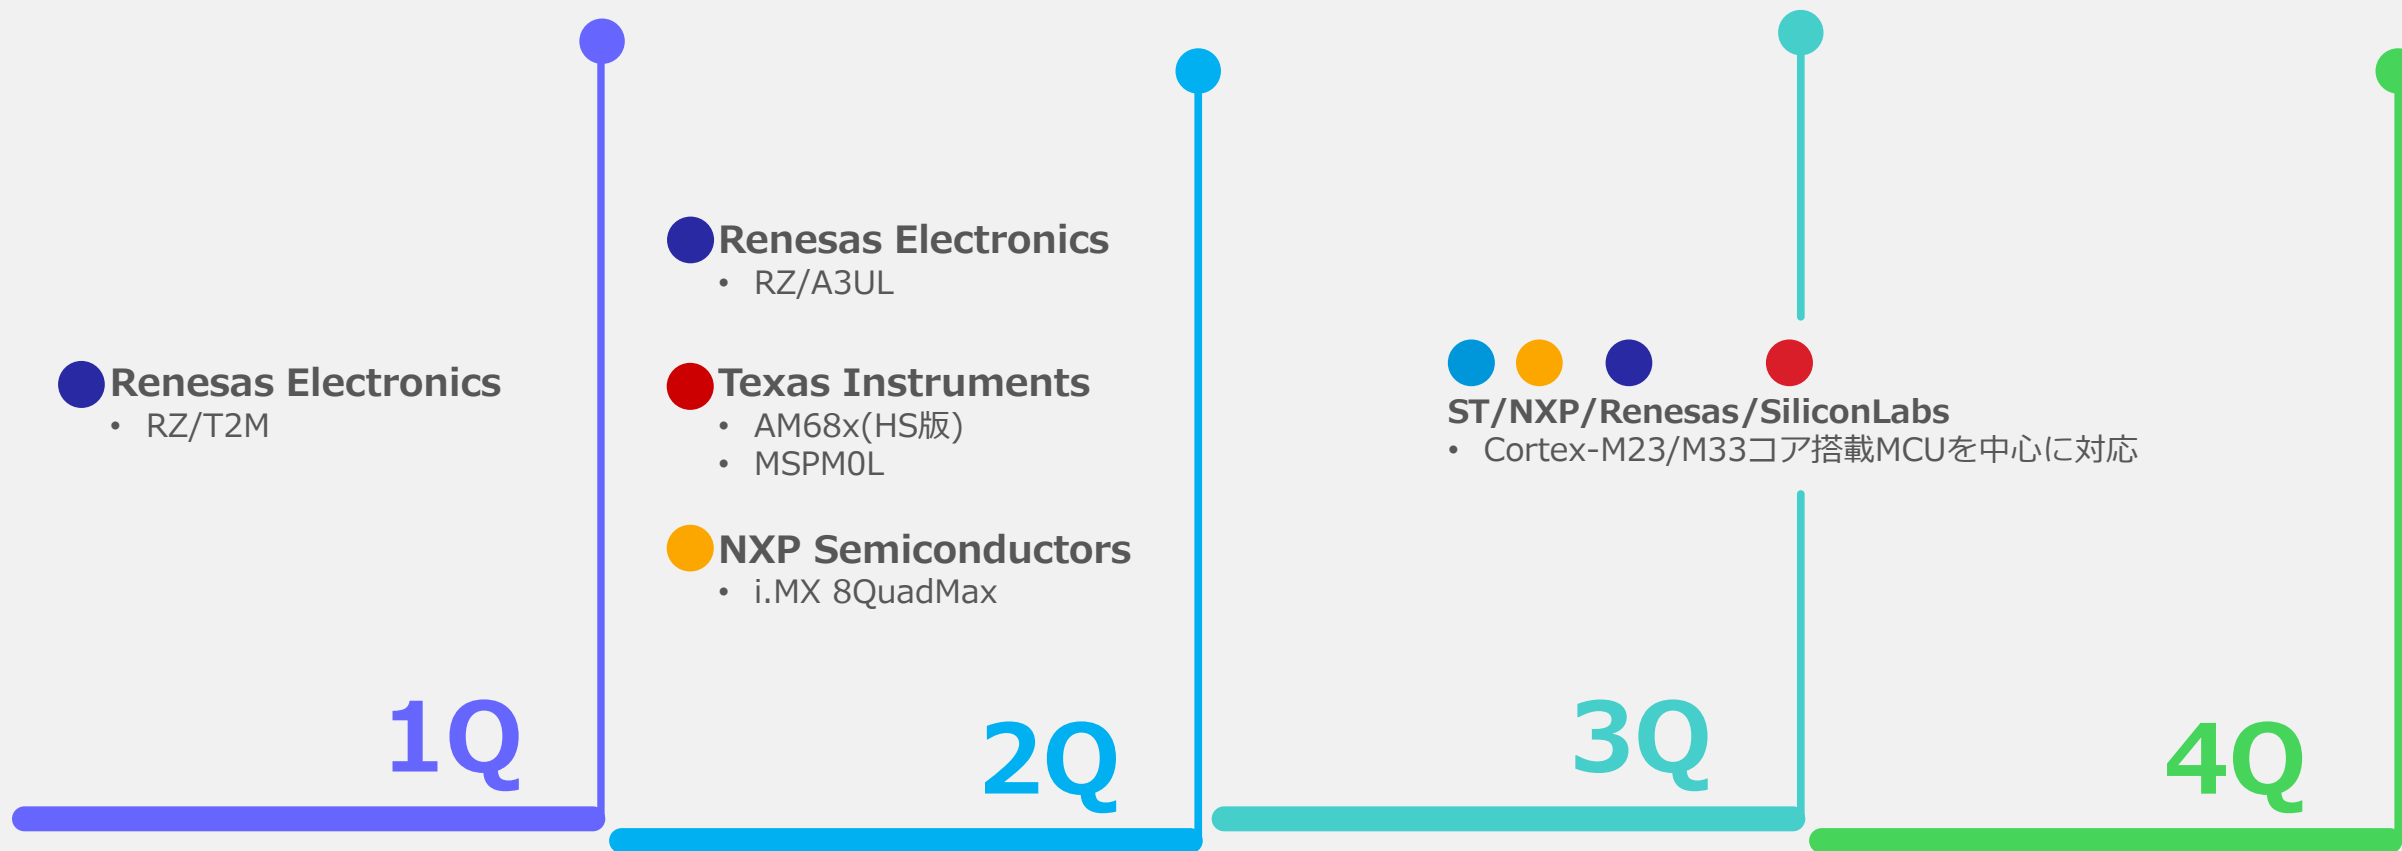 Renesas Electronics
• RZ/T2M
1Q
Renesas Electronics
• RZ/A3UL
Texas Instruments
• AM68x(HS版)
• MSPM0L
NXP Semiconductors
• i.MX 8QuadMax
2Q
ST/NXP/Renesas/SiliconLabs
• Cortex-M23/M33コア搭載MCUを中心に対応
3Q
4Q